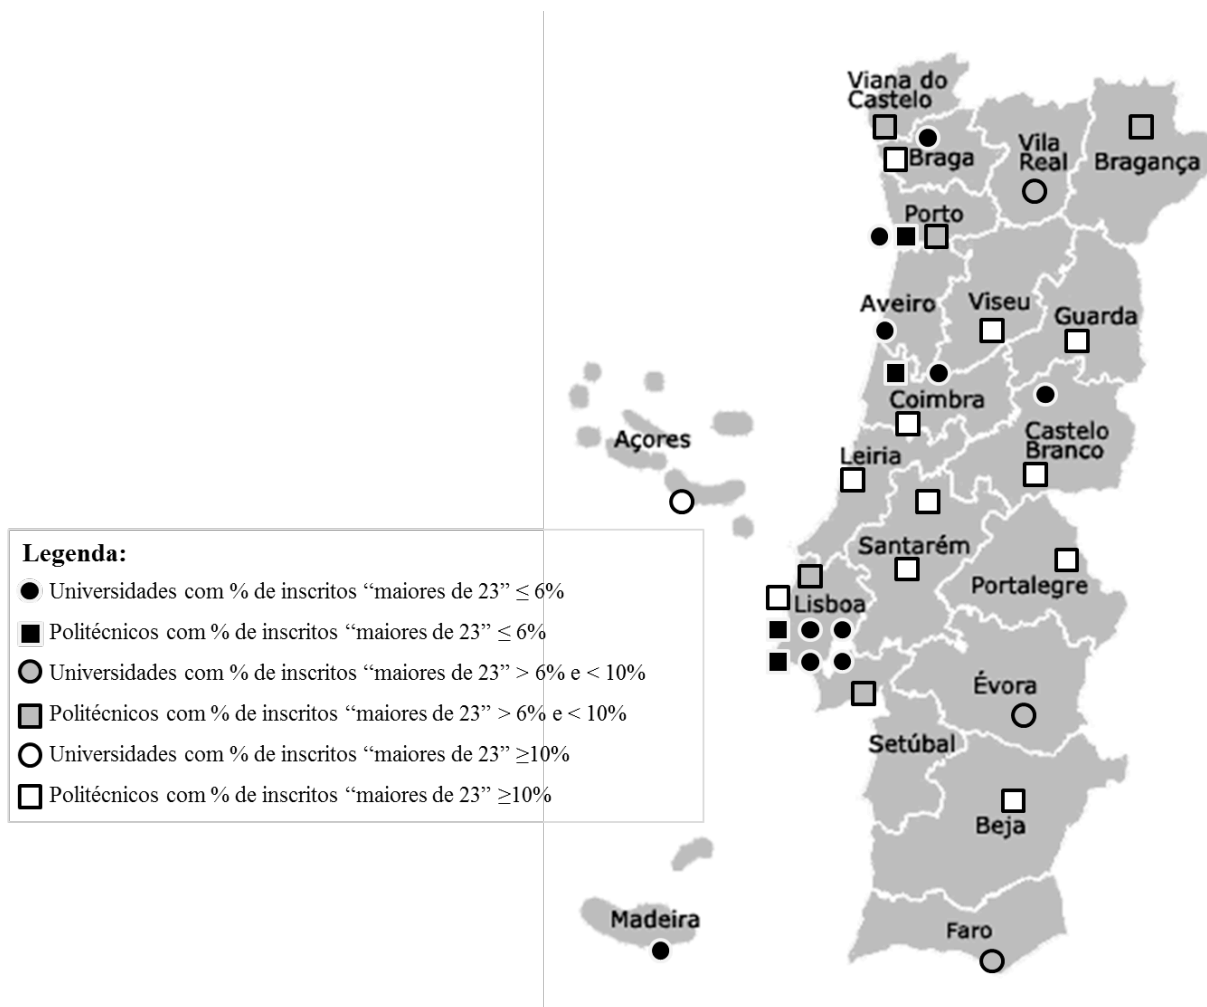 Viana do
Castelo
Braga
Vila
Real
Bragança
Porto
Aveiro
Viseu
Guarda
Coimbra
Castelo
Branco
Açores
Leiria
Santarém
Portalegre
Lisboa
Évora
Setúbal
Beja
Madeira
Faro
Legenda:
Universidades com % de inscritos “maiores de 23” ≤ 6%
Politécnicos com % de inscritos “maiores de 23” ≤ 6%
Universidades com % de inscritos “maiores de 23” > 6% e < 10%
Politécnicos com % de inscritos “maiores de 23” > 6% e < 10%
Universidades com % de inscritos “maiores de 23” ≥10%
Politécnicos com % de inscritos “maiores de 23” ≥10%